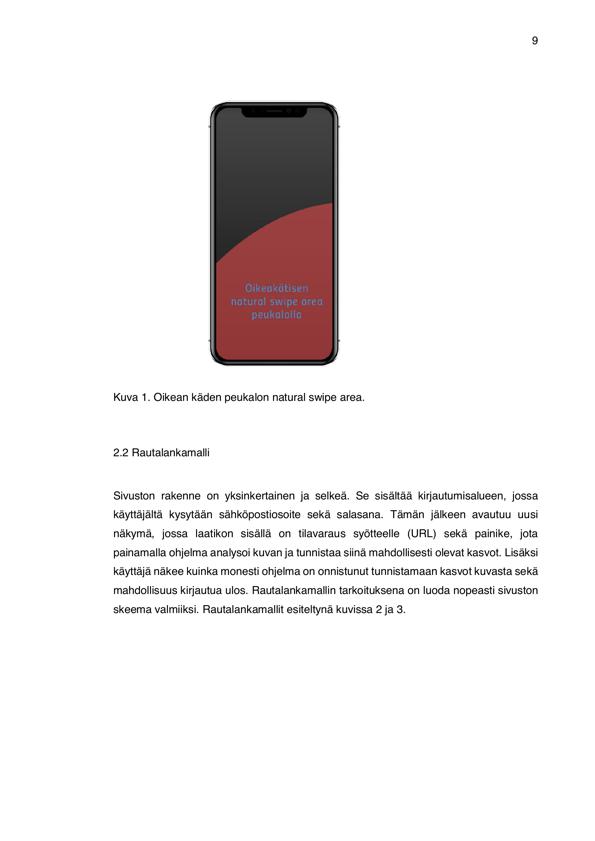 9
Oikeakätisen
natural swipe area
peukalolla
Kuva 1. Oikean käden peukalon natural swipe area.
2.2 Rautalankamalli
Sivuston rakenne on yksinkertainen ja selkeä. Se sisältää kirjautumisalueen, jossa
käyttäjältä kysytään sähköpostiosoite sekä salasana. Tämän jälkeen avautuu uusi
näkymä, jossa laatikon sisällä on tilavaraus syötteelle (URL) sekä painike, jota
painamalla ohjelma analysoi kuvan ja tunnistaa siinä mahdollisesti olevat kasvot. Lisäksi
käyttäjä näkee kuinka monesti ohjelma on onnistunut tunnistamaan kasvot kuvasta sekä
mahdollisuus kirjautua ulos. Rautalankamallin tarkoituksena on luoda nopeasti sivuston
skeema valmiiksi. Rautalankamallit esiteltynä kuvissa 2 ja 3.